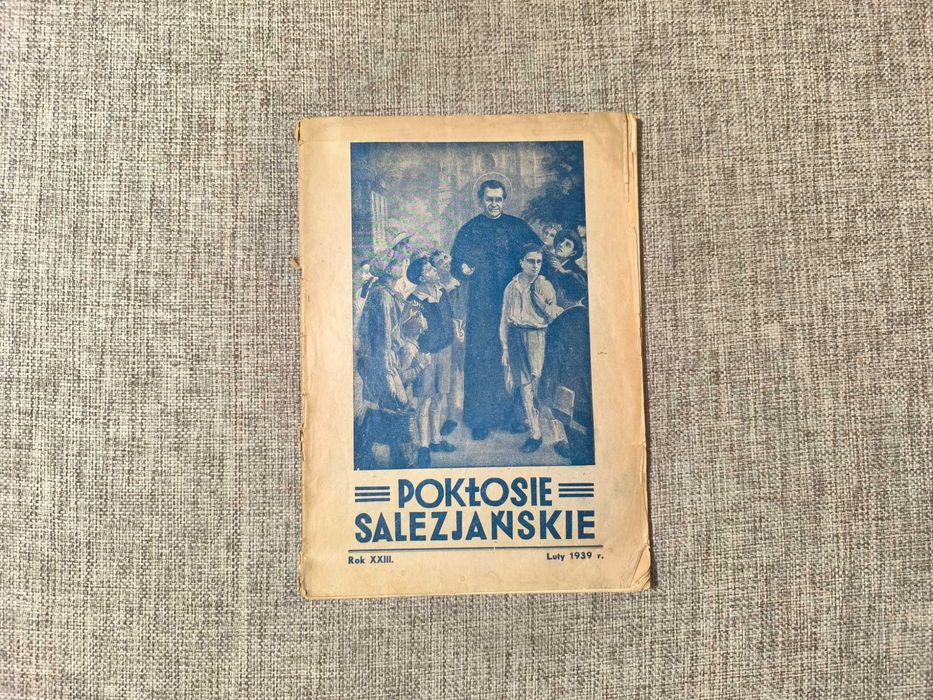 POKŁOSIE
SALEZJAŃSKIE
Rok XXIII. Luty 1939 r.